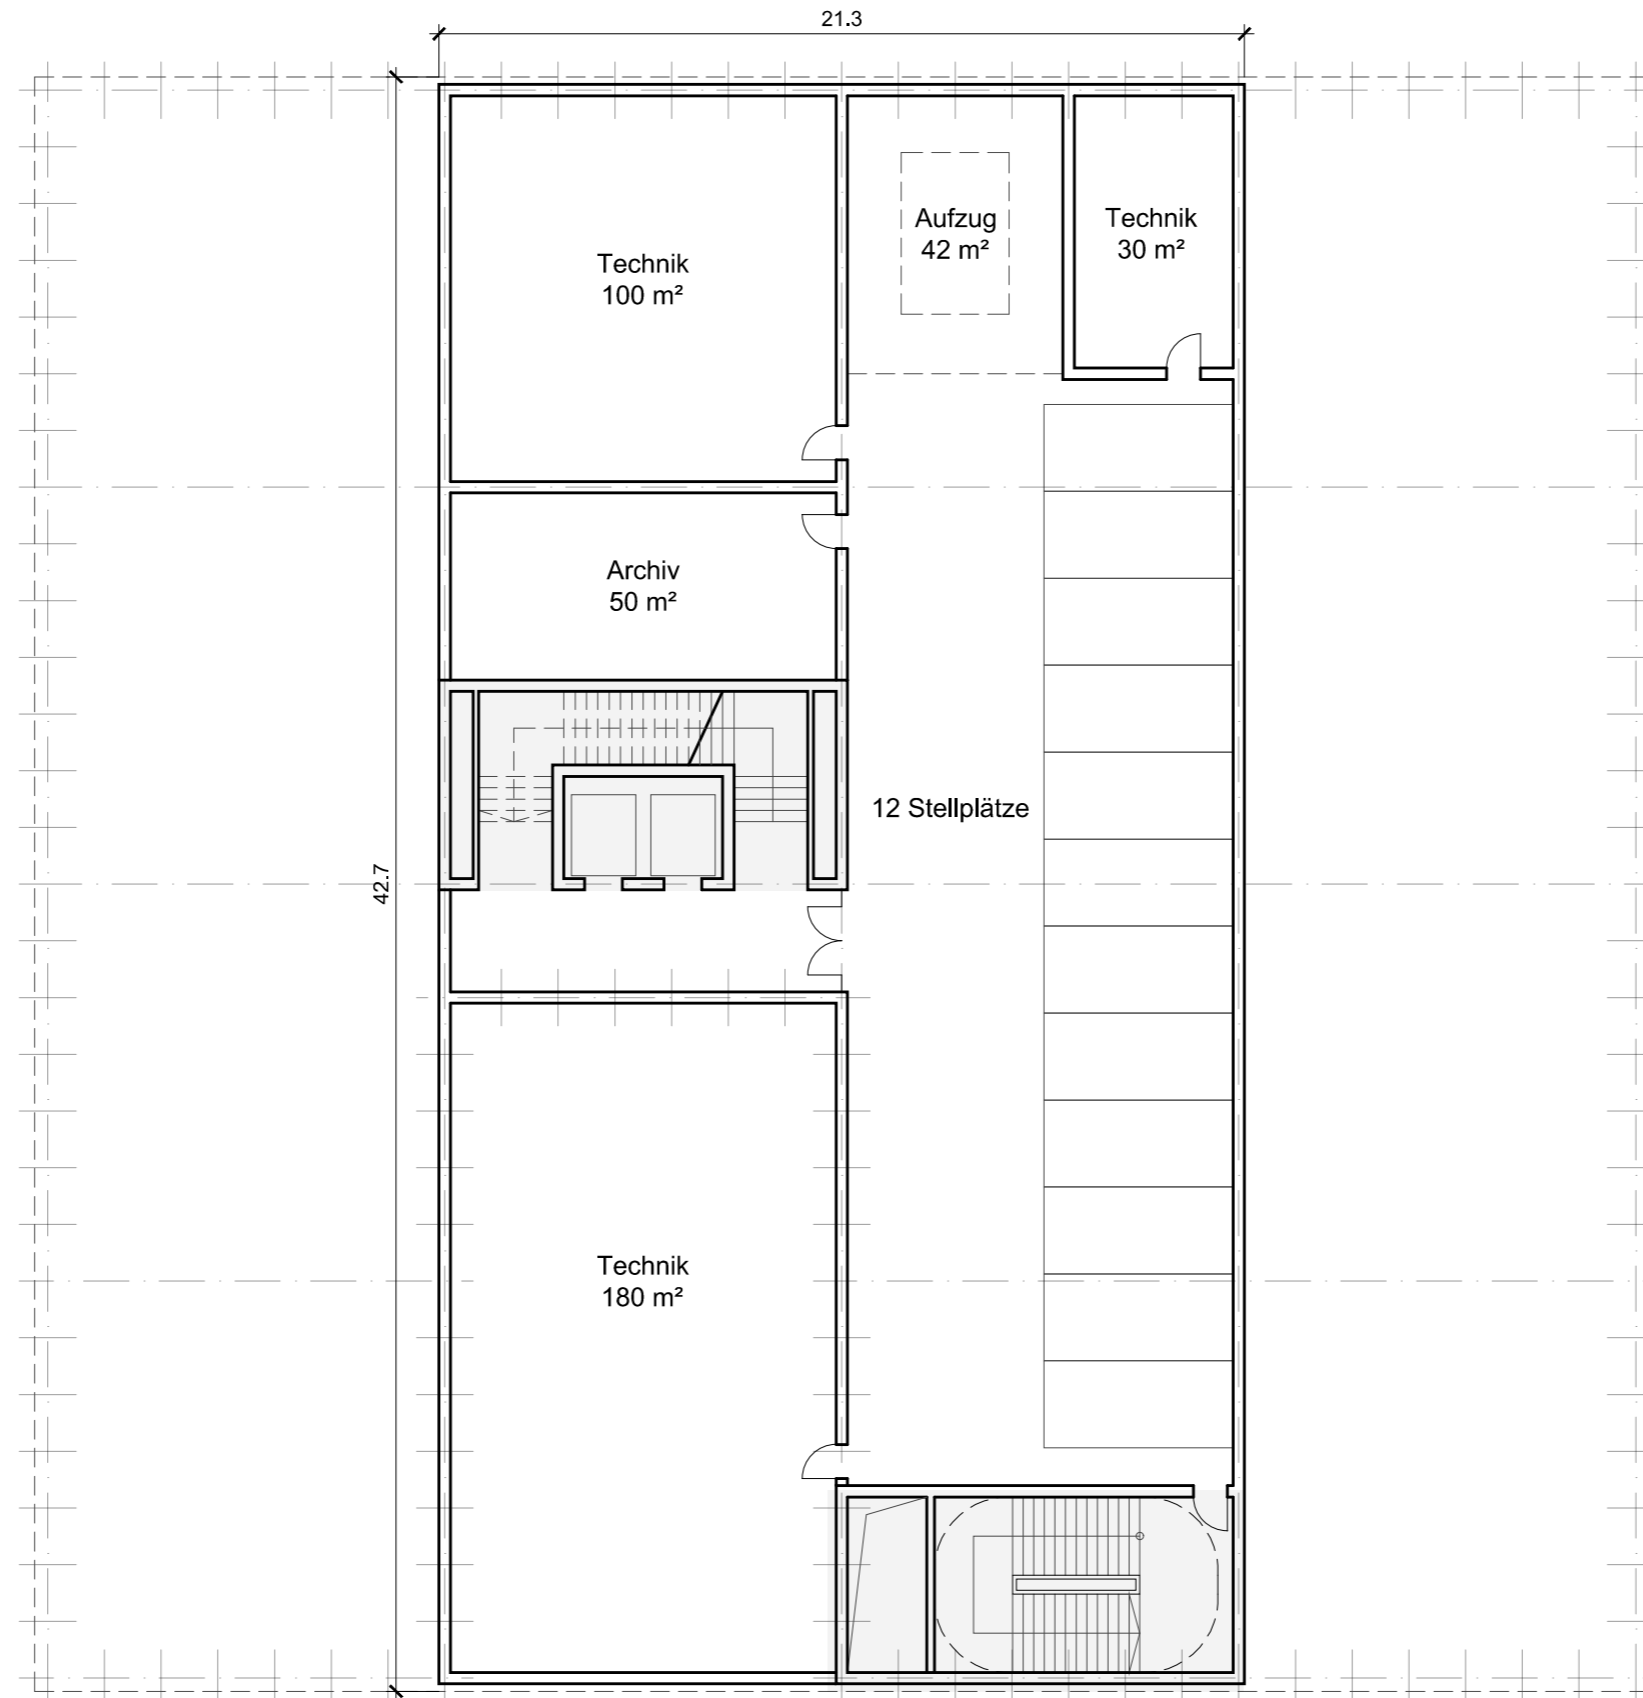 21.3
Aufzug
42 m²
Technik
30 m²
Technik
100 m²
Archiv
50 m²
12 Stellplätze
42.7
Technik
180 m²